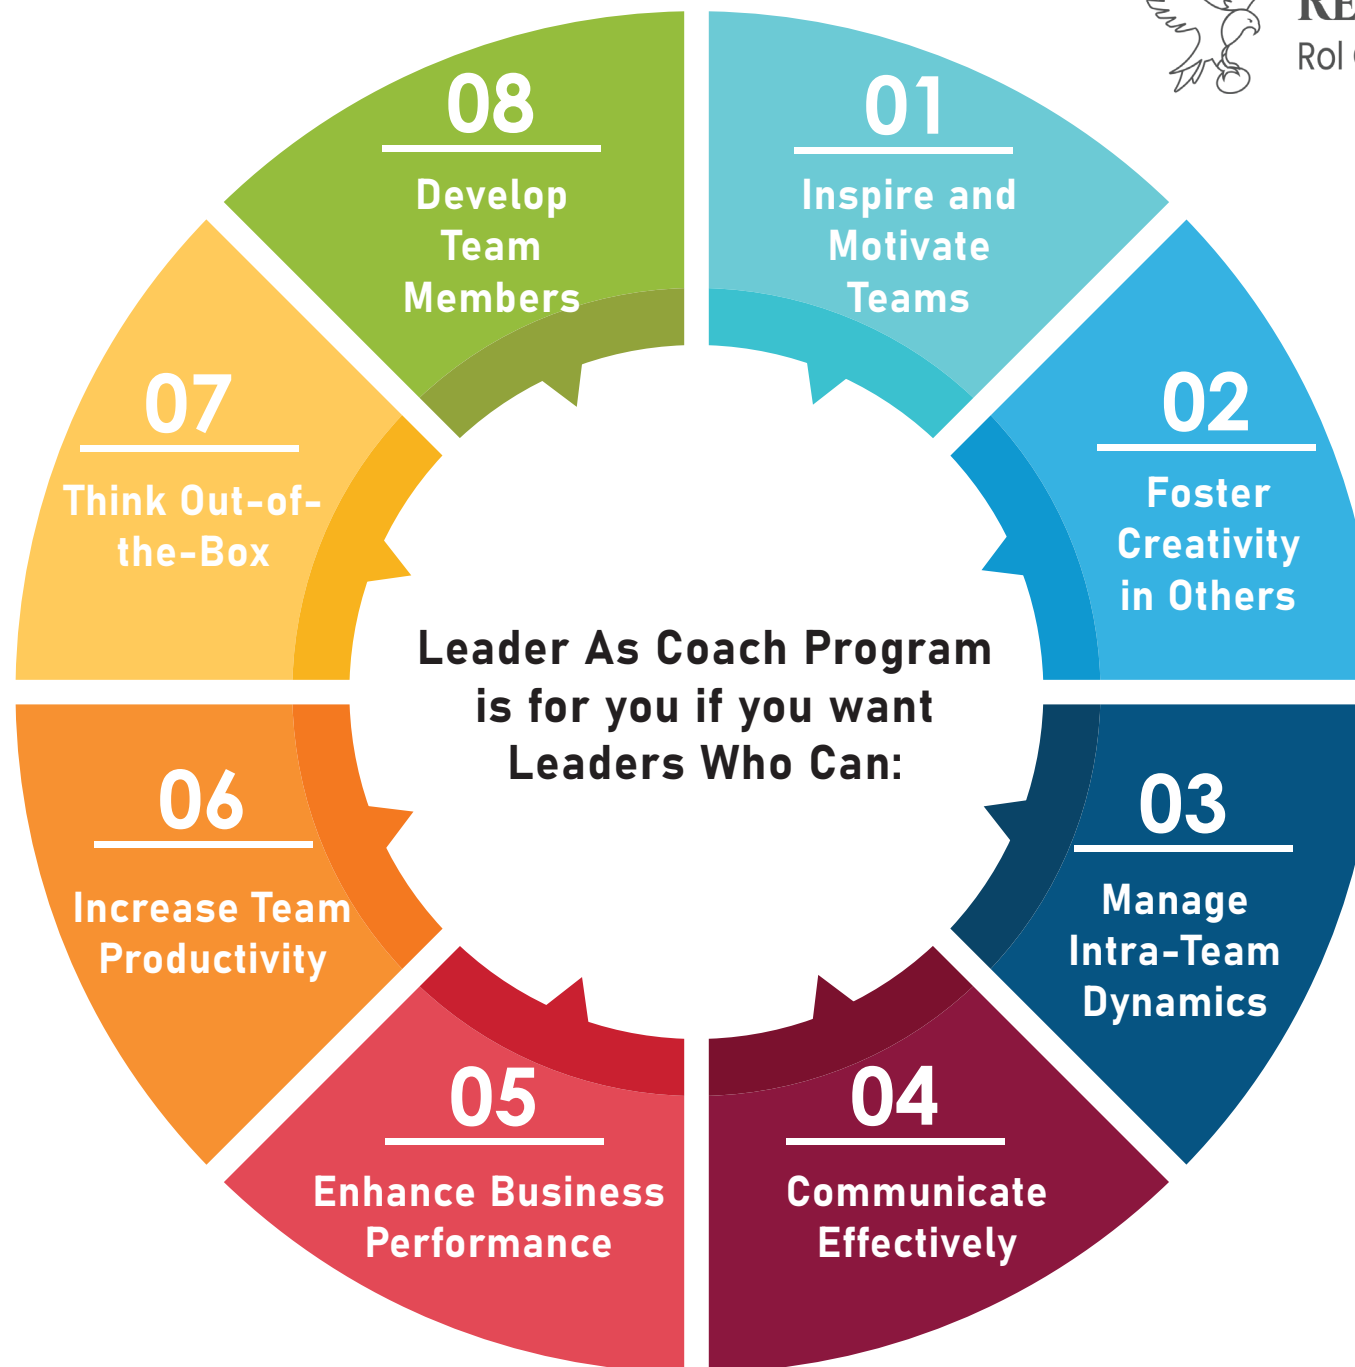 RE
Rol
08
Develop
Team
Members
01
Inspire and
Motivate
Teams
07
Think Out-of-
the-Box
02
Foster
Creativity
in Others
Leader As Coach Program
is for you if you want
Leaders Who Can:
06
Increase Team
Productivity
03
Manage
Intra-Team
Dynamics
05
Enhance Business
Performance
04
Communicate
Effectively